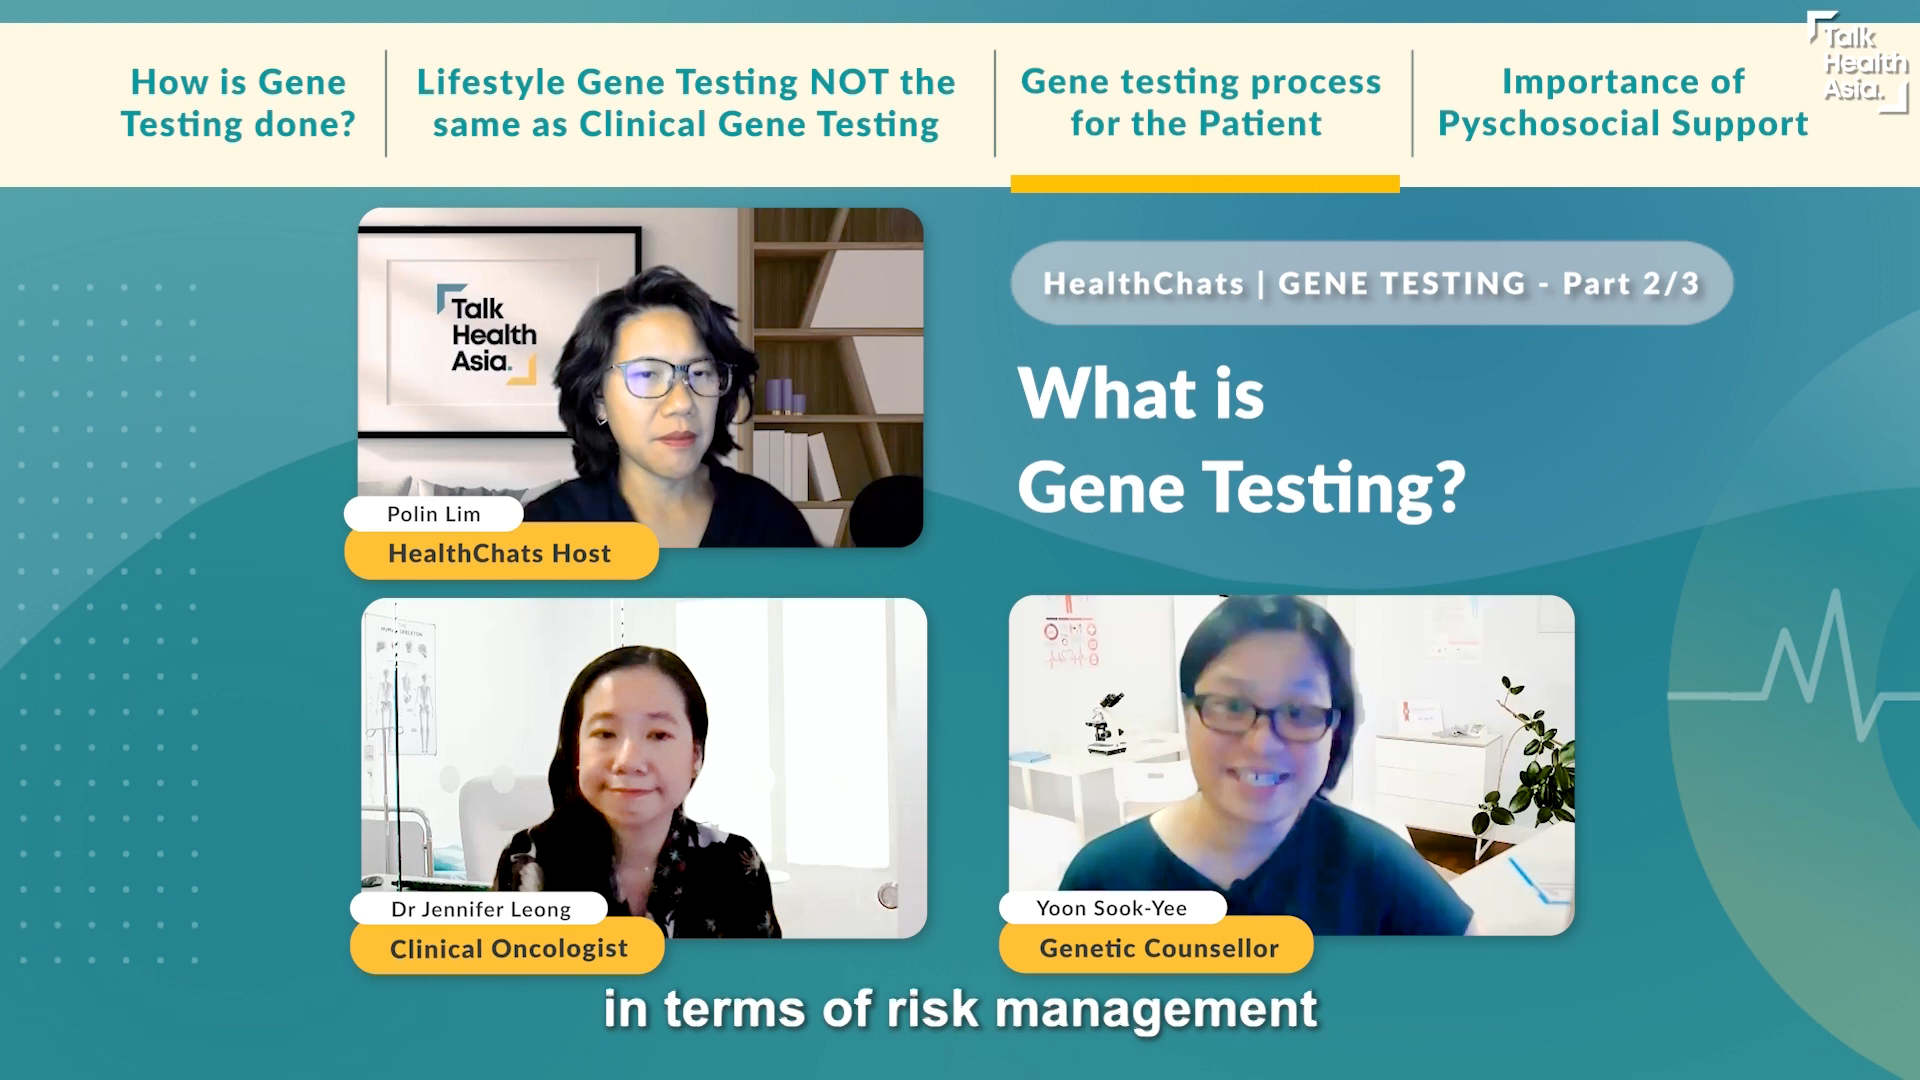 How is Gene
Testing done?
Lifestyle Gene Testing NOT the
same as Clinical Gene Testing
Gene testing process
for the Patient
Importance of
Pyschosocial Support
Talk
Health
Asia.
Talk
Health
Asia.
HealthChats | GENE TESTING - Part 2/3
What is
Gene Testing?
Polin Lim
HealthChats Host
Dr Jennifer Leong
Clinical Oncologist
Yoon Sook-Yee
Genetic Counsellor
in terms of risk management